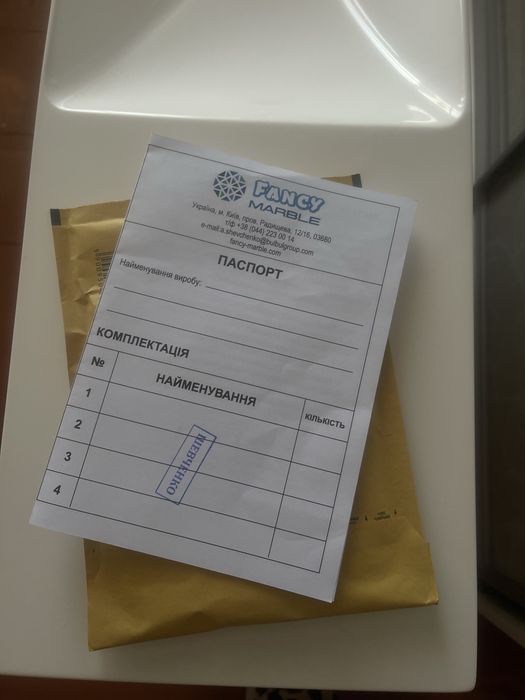 FANCY
MARBLE
Україна, м. Київ, пров. Радищева, 12/16, 03680
т/ф +38 (044) 223 00 14
e-mail:a.shevchenko@bulbulgroup.com
fancy-marble.com
ПАСПОРТ
Найменування виробу:
КОМПЛЕКТАЦІЯ
№ НАЙМЕНУВАННЯ КІЛЬКІСТЬ
1
2
3
4
ШЕВЧЕНКО